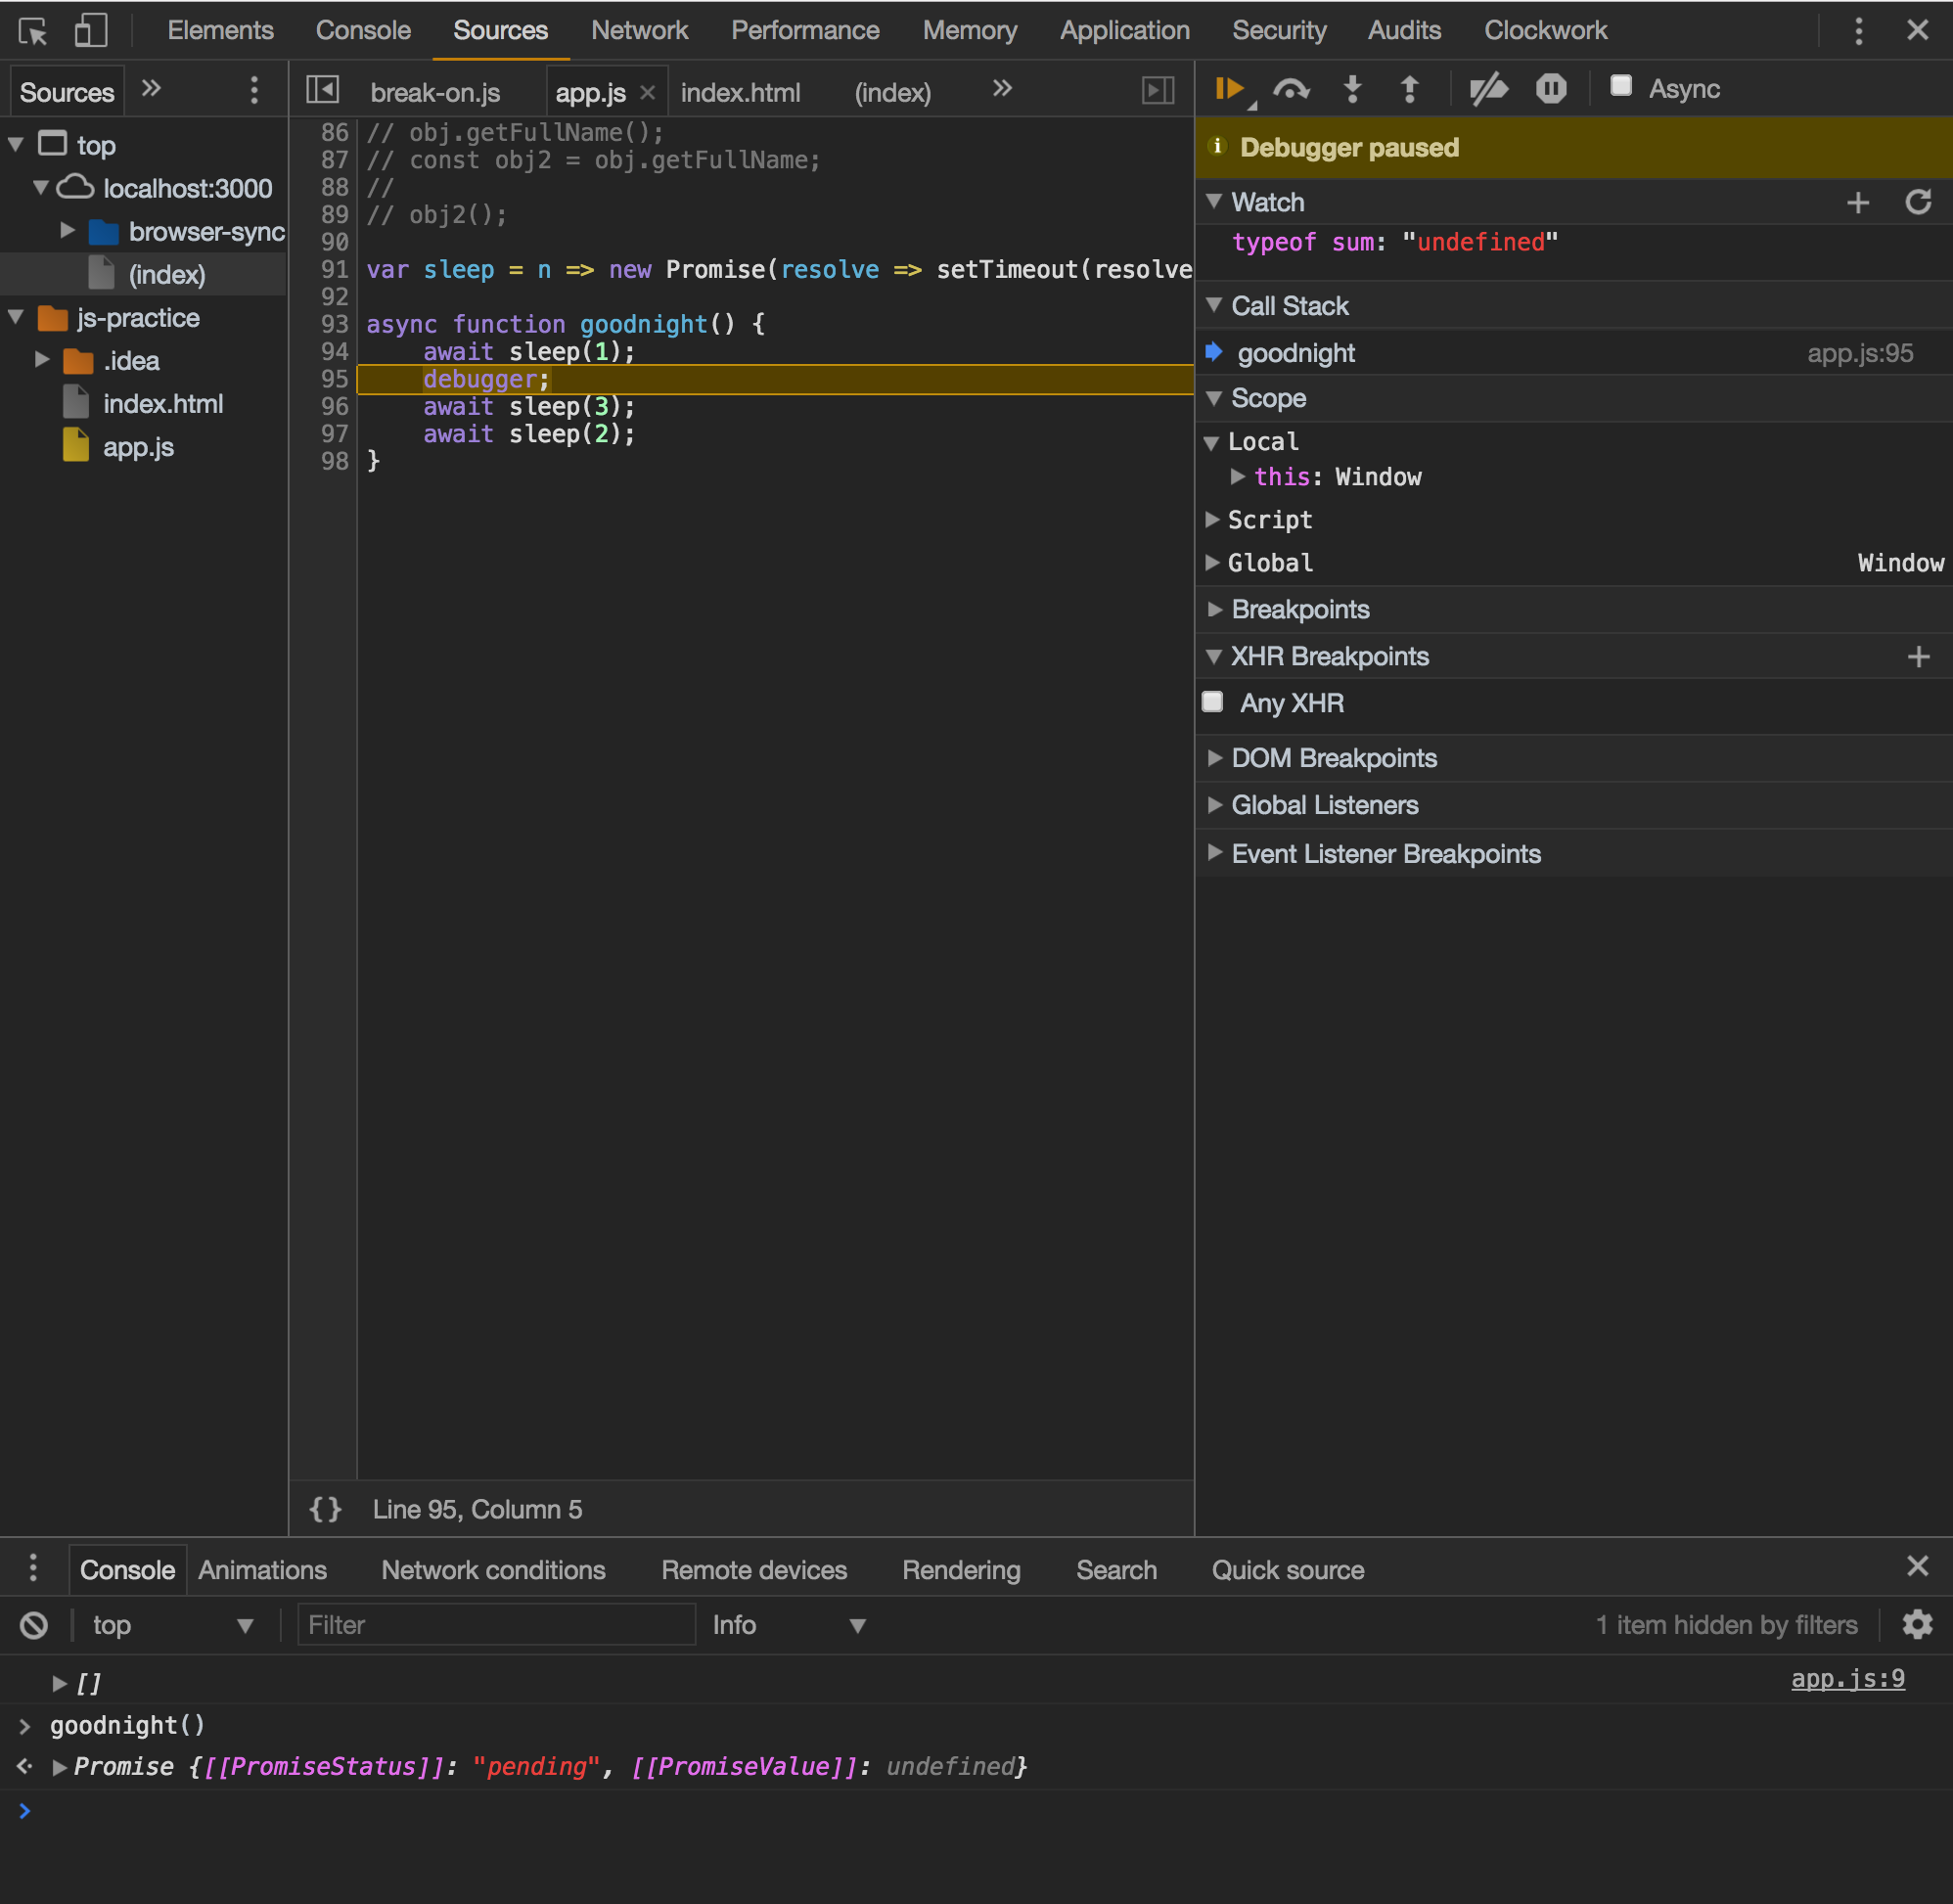 Elements Console Sources Network Performance Memory Application Security Audits Clockwork
Sources
top
localhost:3000
browser-sync
(index)
js-practice
.idea
index.html
app.js
break-on.js app.js index.html (index)
86 // obj.getFullName();
87 // const obj2 = obj.getFullName;
88 //
89 // obj2();
90
91 var sleep = n => new Promise(resolve => setTimeout(resolve
92
93 async function goodnight() {
94 await sleep(1);
95 debugger;
96 await sleep(3);
97 await sleep(2);
98 }
{} Line 95, Column 5
Async
Debugger paused
Watch
typeof sum: "undefined"
Call Stack
goodnight app.js:95
Scope
Local
this: Window
Script
Global Window
Breakpoints
XHR Breakpoints
Any XHR
DOM Breakpoints
Global Listeners
Event Listener Breakpoints
Console Animations Network conditions Remote devices Rendering Search Quick source
top Filter Info 1 item hidden by filters
[] app.js:9
> goodnight()
Promise {[[PromiseStatus]]: "pending", [[PromiseValue]]: undefined}
>